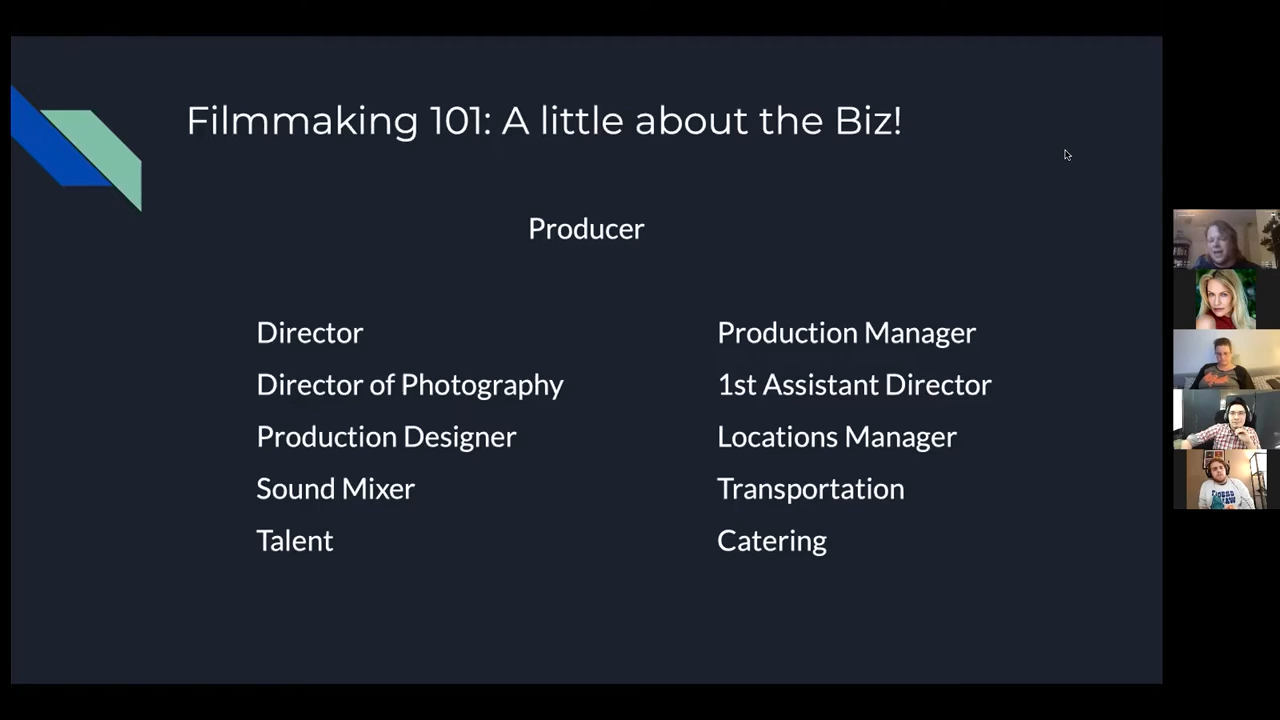 Filmmaking 101: A little about the Biz!
Producer
Director
Director of Photography
Production Designer
Sound Mixer
Talent
Production Manager
1st Assistant Director
Locations Manager
Transportation
Catering